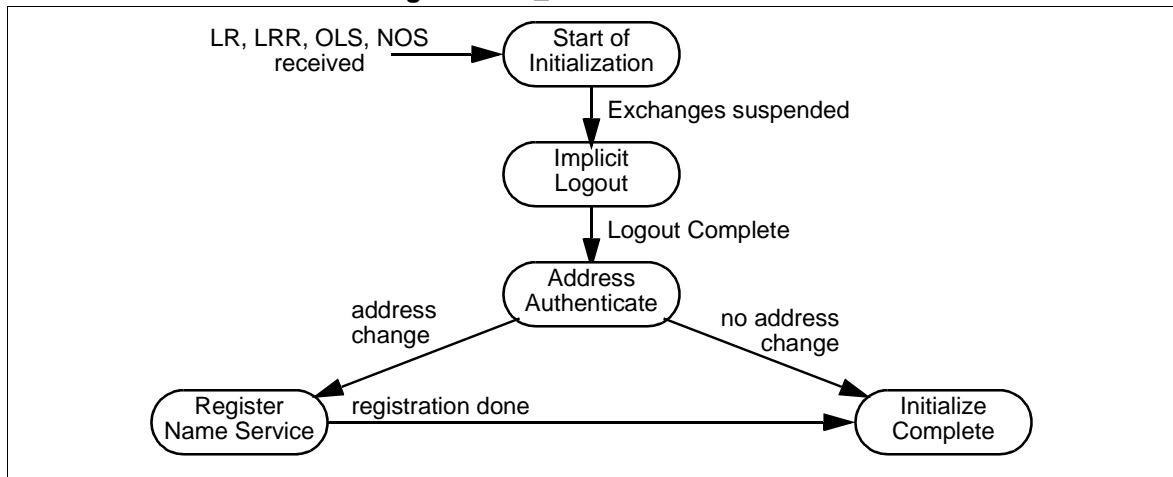 LR, LRR, OLS, NOS
received
Start of
Initialization
Exchanges suspended
Implicit
Logout
Logout Complete
Address
Authenticate
address
change
no address
change
Register
Name Service
registration done
Initialize
Complete